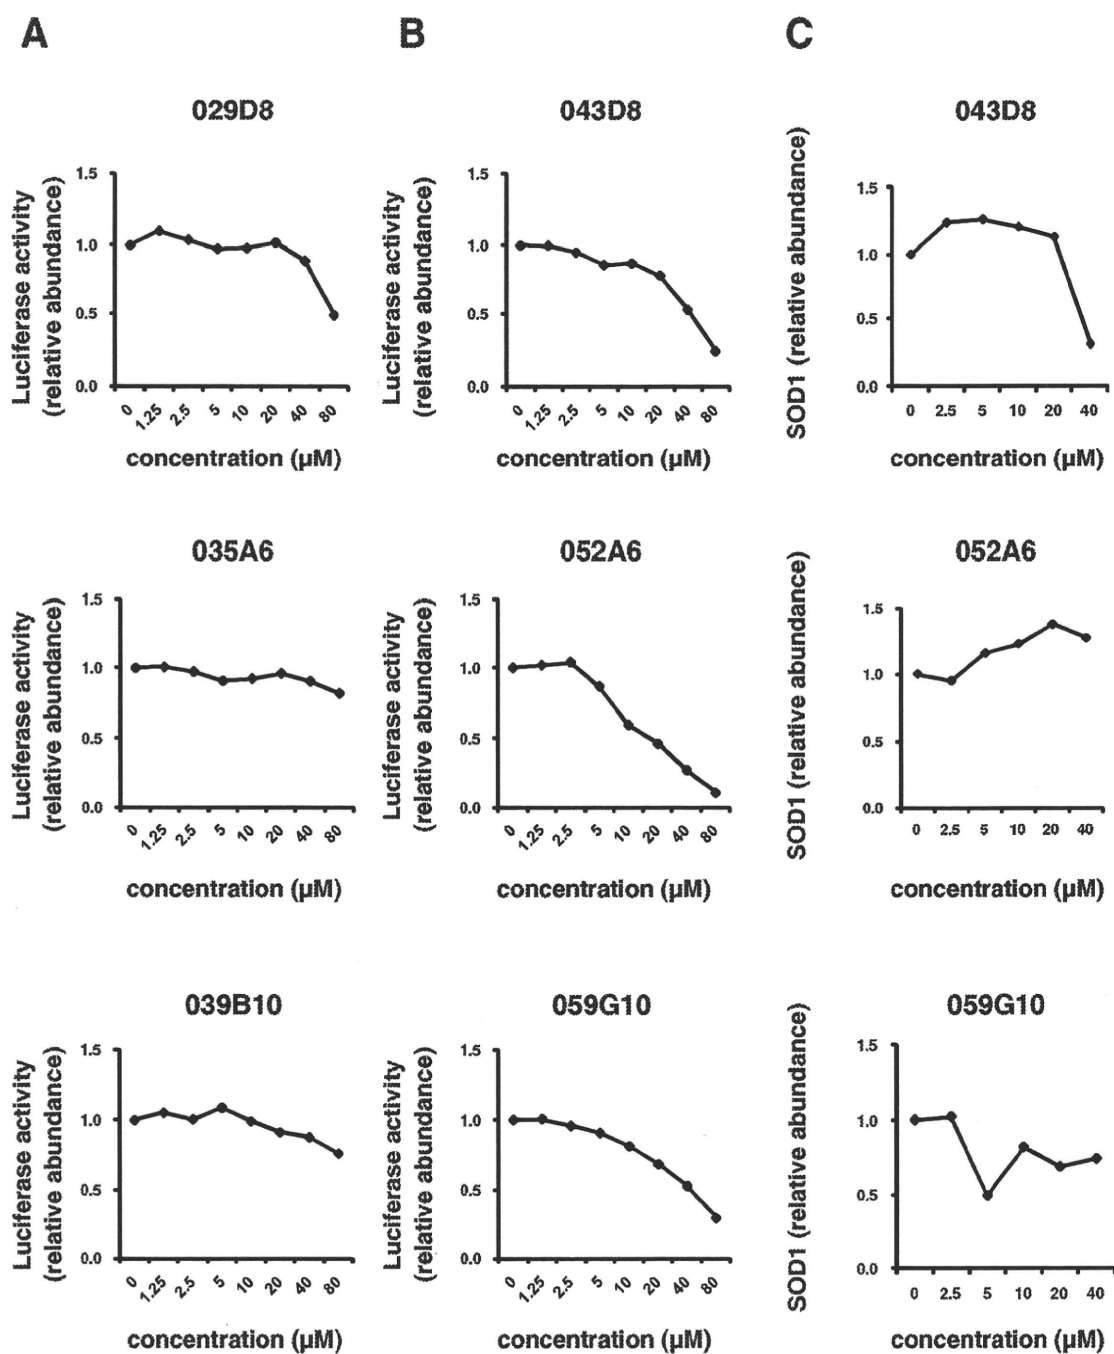 A
B
C
029D8
Luciferase activity
(relative abundance)
1.5
1.0
0.5
0.0
0 1.25 2.5 5 10 20 40 80
concentration (µM)
043D8
Luciferase activity
(relative abundance)
1.5
1.0
0.5
0.0
0 1.25 2.5 5 10 20 40 80
concentration (µM)
043D8
SOD1 (relative abundance)
1.5
1.0
0.5
0.0
0 2.5 5 10 20 40
concentration (µM)
035A6
Luciferase activity
(relative abundance)
1.5
1.0
0.5
0.0
0 1.25 2.5 5 10 20 40 80
concentration (µM)
052A6
Luciferase activity
(relative abundance)
1.5
1.0
0.5
0.0
0 1.25 2.5 5 10 20 40 80
concentration (µM)
052A6
SOD1 (relative abundance)
1.5
1.0
0.5
0.0
0 2.5 5 10 20 40
concentration (µM)
039B10
Luciferase activity
(relative abundance)
1.5
1.0
0.5
0.0
0 1.25 2.5 5 10 20 40 80
concentration (µM)
059G10
Luciferase activity
(relative abundance)
1.5
1.0
0.5
0.0
0 1.25 2.5 5 10 20 40 80
concentration (µM)
059G10
SOD1 (relative abundance)
1.5
1.0
0.5
0.0
0 2.5 5 10 20 40
concentration (µM)